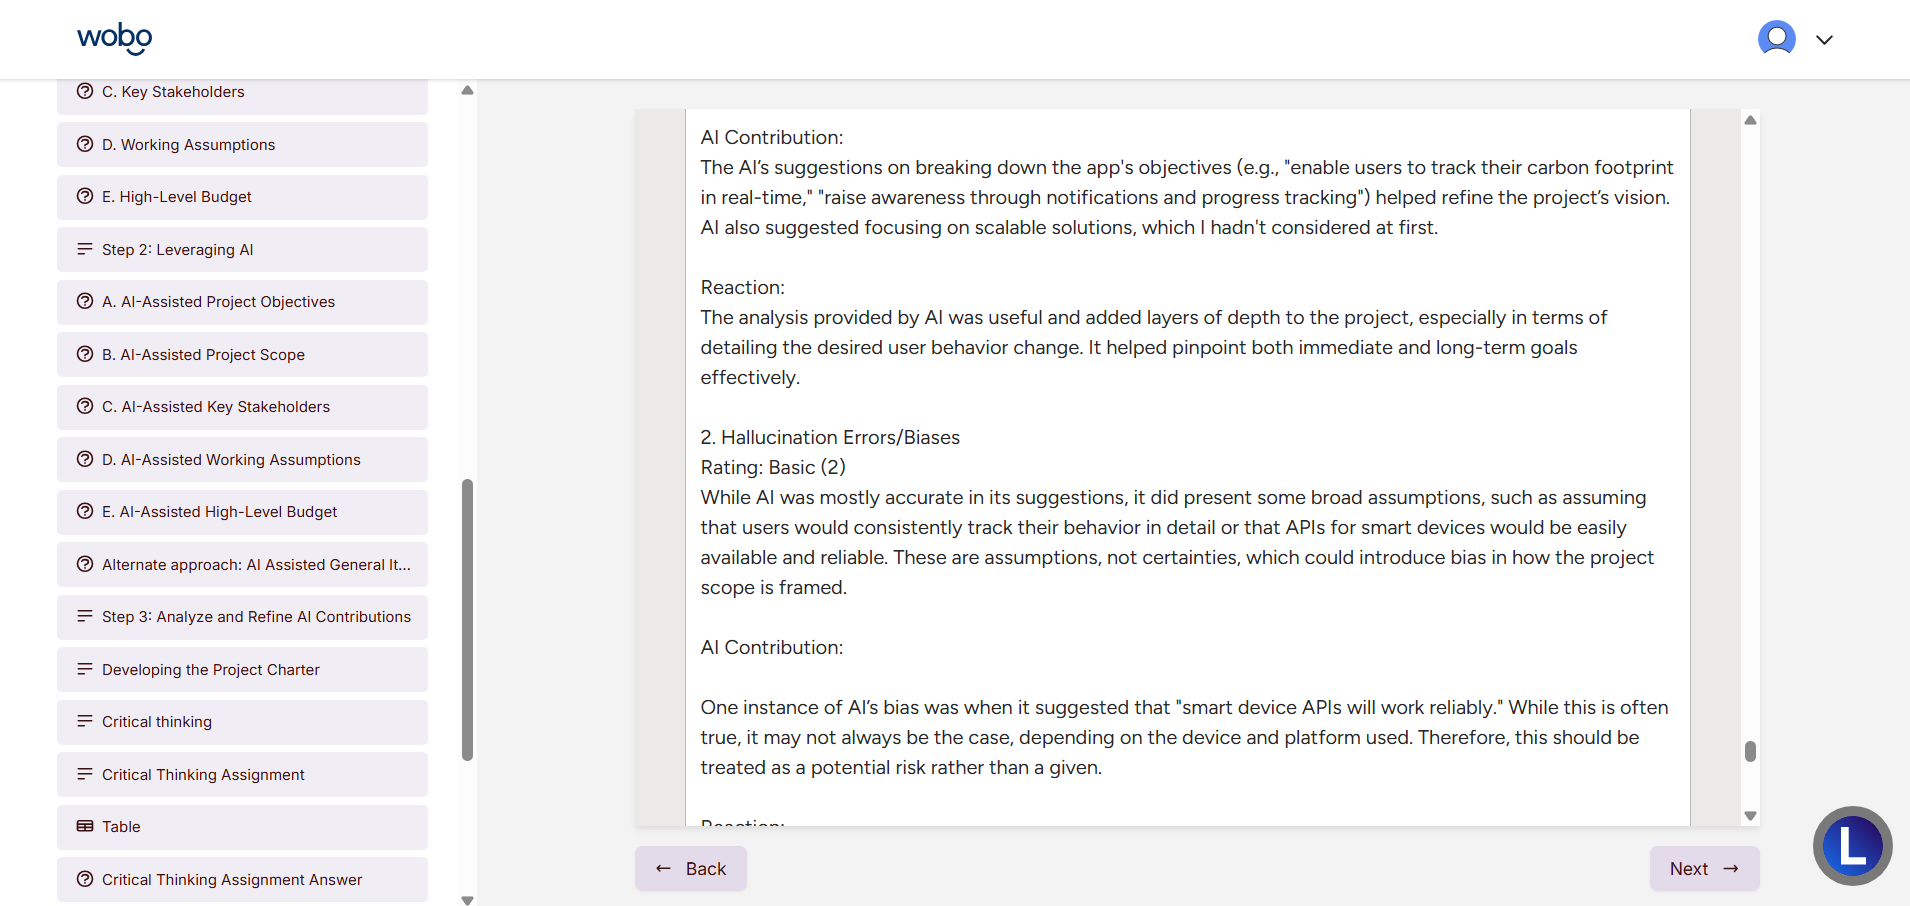 wobo
C. Key Stakeholders
D. Working Assumptions
E. High-Level Budget
Step 2: Leveraging AI
A. AI-Assisted Project Objectives
B. AI-Assisted Project Scope
C. AI-Assisted Key Stakeholders
D. AI-Assisted Working Assumptions
E. AI-Assisted High-Level Budget
Alternate approach: AI Assisted General It...
Step 3: Analyze and Refine AI Contributions
Developing the Project Charter
Critical thinking
Critical Thinking Assignment
Table
Critical Thinking Assignment Answer
AI Contribution:
The AI’s suggestions on breaking down the app's objectives (e.g., "enable users to track their carbon footprint
in real-time," "raise awareness through notifications and progress tracking") helped refine the project’s vision.
AI also suggested focusing on scalable solutions, which I hadn't considered at first.
Reaction:
The analysis provided by AI was useful and added layers of depth to the project, especially in terms of
detailing the desired user behavior change. It helped pinpoint both immediate and long-term goals
effectively.
2. Hallucination Errors/Biases
Rating: Basic (2)
While AI was mostly accurate in its suggestions, it did present some broad assumptions, such as assuming
that users would consistently track their behavior in detail or that APIs for smart devices would be easily
available and reliable. These are assumptions, not certainties, which could introduce bias in how the project
scope is framed.
AI Contribution:
One instance of AI’s bias was when it suggested that "smart device APIs will work reliably." While this is often
true, it may not always be the case, depending on the device and platform used. Therefore, this should be
treated as a potential risk rather than a given.
Reaction:
← Back
Next →
L